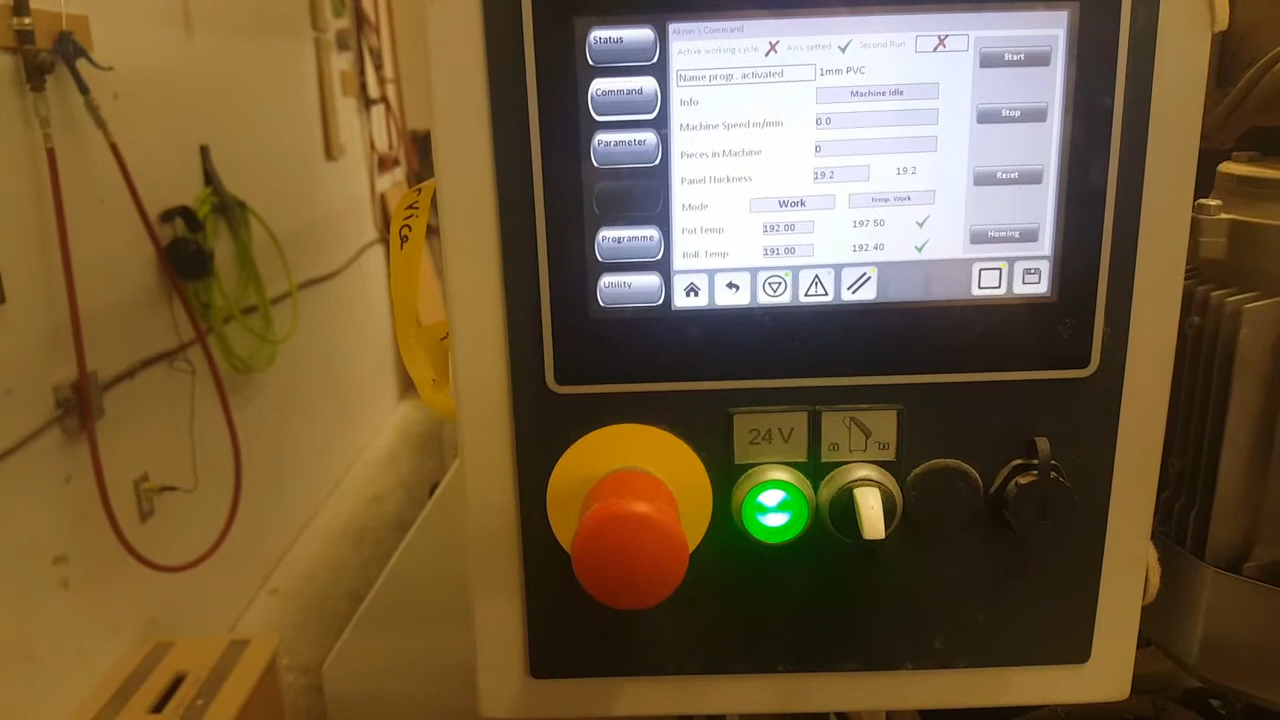 Akron \ Command
Active working cycle Axis setted Second Run
Name progr. activated 1mm PVC
Info Machine Idle
Machine Speed m/min 0.0
Pieces in Machine 0
Panel Thickness 19.2 19.2
Mode Work Temp. Work
Pot Temp 192.00 197.50
Roll. Temp 191.00 192.40
Status
Command
Parameter
Programme
Utility
Start
Stop
Reset
Homing
24V
rvice